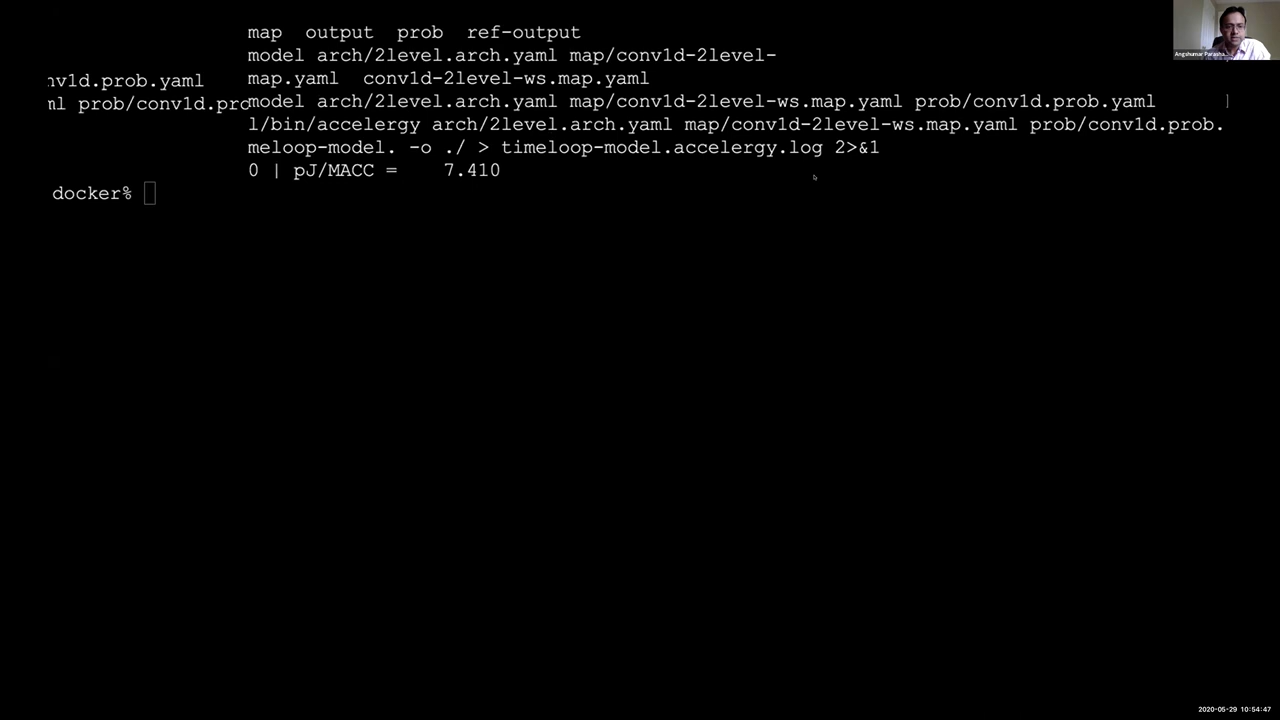 map output prob ref-output
model arch/2level.arch.yaml map/conv1d-2level-
nv1d.prob.yaml map.yaml conv1d-2level-ws.map.yaml
ml prob/conv1d.pro model arch/2level.arch.yaml map/conv1d-2level-ws.map.yaml prob/conv1d.prob.yaml
l/bin/accelergy arch/2level.arch.yaml map/conv1d-2level-ws.map.yaml prob/conv1d.prob.
meloop-model. -o ./ > timeloop-model.accelergy.log 2>&1
0 | pJ/MACC = 7.410
docker%
Angshuman Parasha...
2020-05-29 10:54:47